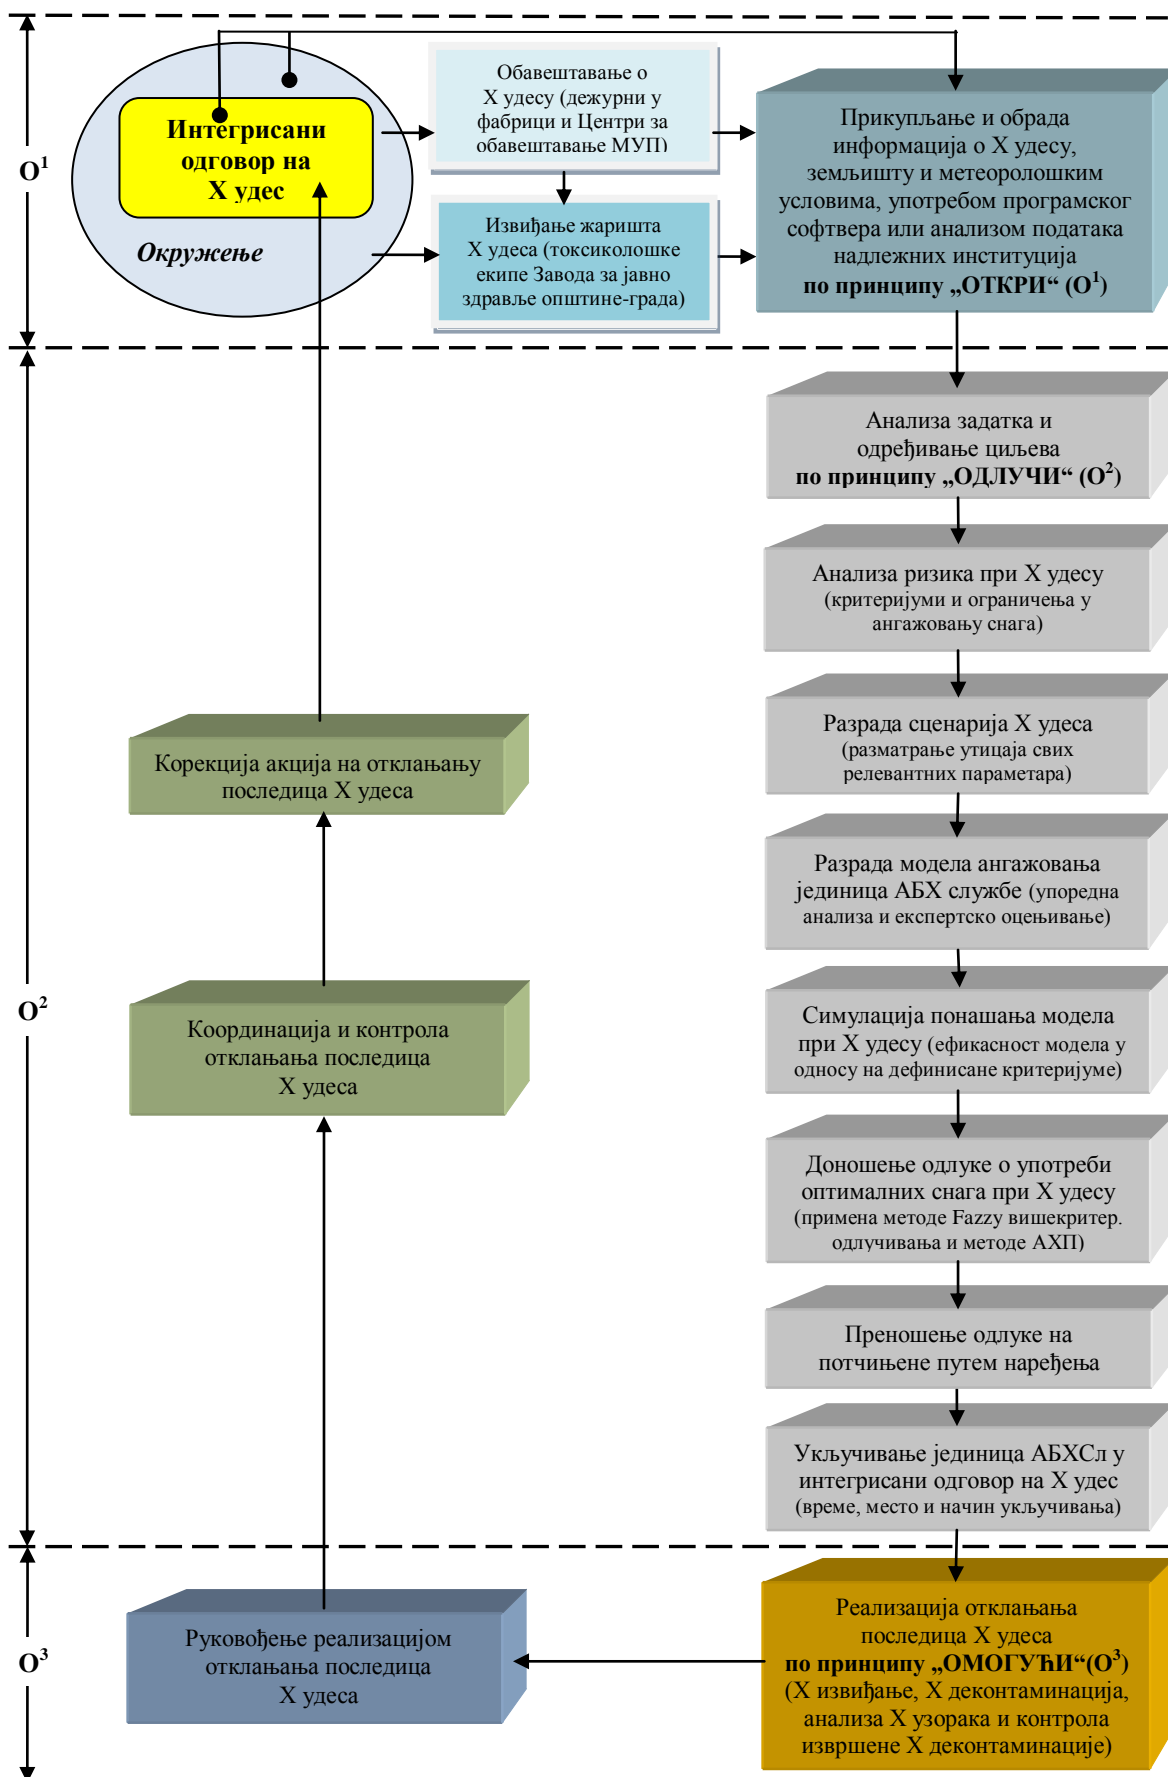 O¹
Интегрисани
одговор на
Х удес
Окружење
Обавештавање о
Х удесу (дежурни у
фабрици и Центри за
обавештавање МУП)
Извиђање жаришта
Х удеса (токсиколошке
екипе Завода за јавно
здравље општине-града)
Прикупљање и обрада
информација о Х удесу,
земљишту и метеоролошким
условима, употребом програмског
софтвера или анализом података
надлежних институција
по принципу „ОТКРИ“ (О¹)
O²
Анализа задатка и
одређивање циљева
по принципу „ОДЛУЧИ“ (О²)
Анализа ризика при Х удесу
(критеријуми и ограничења у
ангажовању снага)
Разрада сценарија Х удеса
(разматрање утицаја свих
релевантних параметара)
Разрада модела ангажовања
јединица АБХ службе (упоредна
анализа и експертско оцењивање)
Симулација понашања модела
при Х удесу (ефикасност модела у
односу на дефинисане критеријуме)
Доношење одлуке о употреби
оптималних снага при Х удесу
(примена методе Fazzy вишекритер.
одлучивања и методе АХП)
Преношење одлуке на
потчињене путем наређења
Укључивање јединица АБХСл у
интегрисани одговор на Х удес
(време, место и начин укључивања)
Корекција акција на отклањању
последица Х удеса
Координација и контрола
отклањања последица
Х удеса
O³
Реализација отклањања
последица Х удеса
по принципу „ОМОГУЋИ“(О³)
(Х извиђање, Х деконтаминација,
анализа Х узорака и контрола
извршене Х деконтаминације)
Руковођење реализацијом
отклањања последица
Х удеса